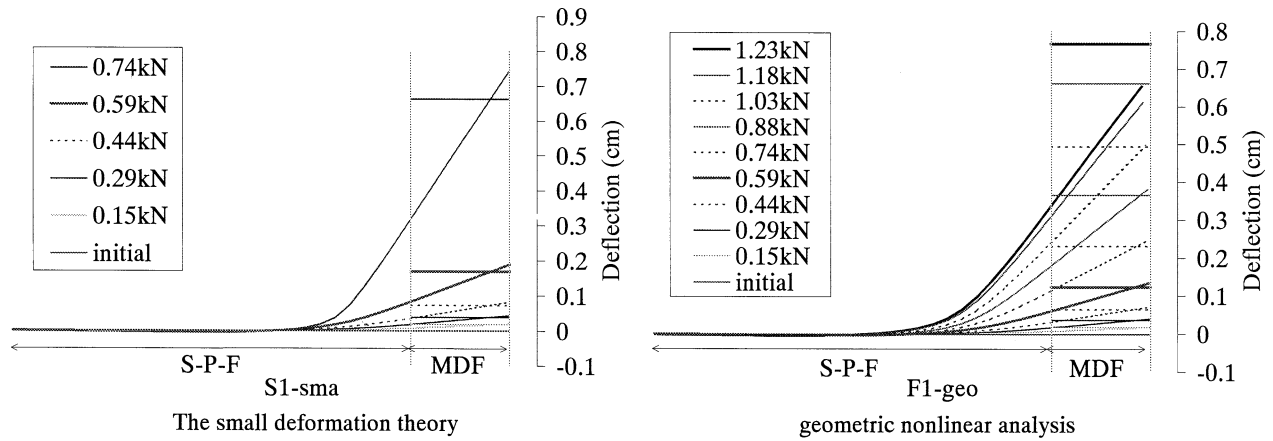 0.74kN
0.59kN
0.44kN
0.29kN
0.15kN
initial
0.9
0.8
0.7
0.6
0.5
0.4
0.3
0.2
0.1
0
-0.1
Deflection (cm)
S-P-F
MDF
S1-sma
The small deformation theory
1.23kN
1.18kN
1.03kN
0.88kN
0.74kN
0.59kN
0.44kN
0.29kN
0.15kN
initial
0.8
0.7
0.6
0.5
0.4
0.3
0.2
0.1
0
-0.1
Deflection (cm)
S-P-F
MDF
F1-geo
geometric nonlinear analysis